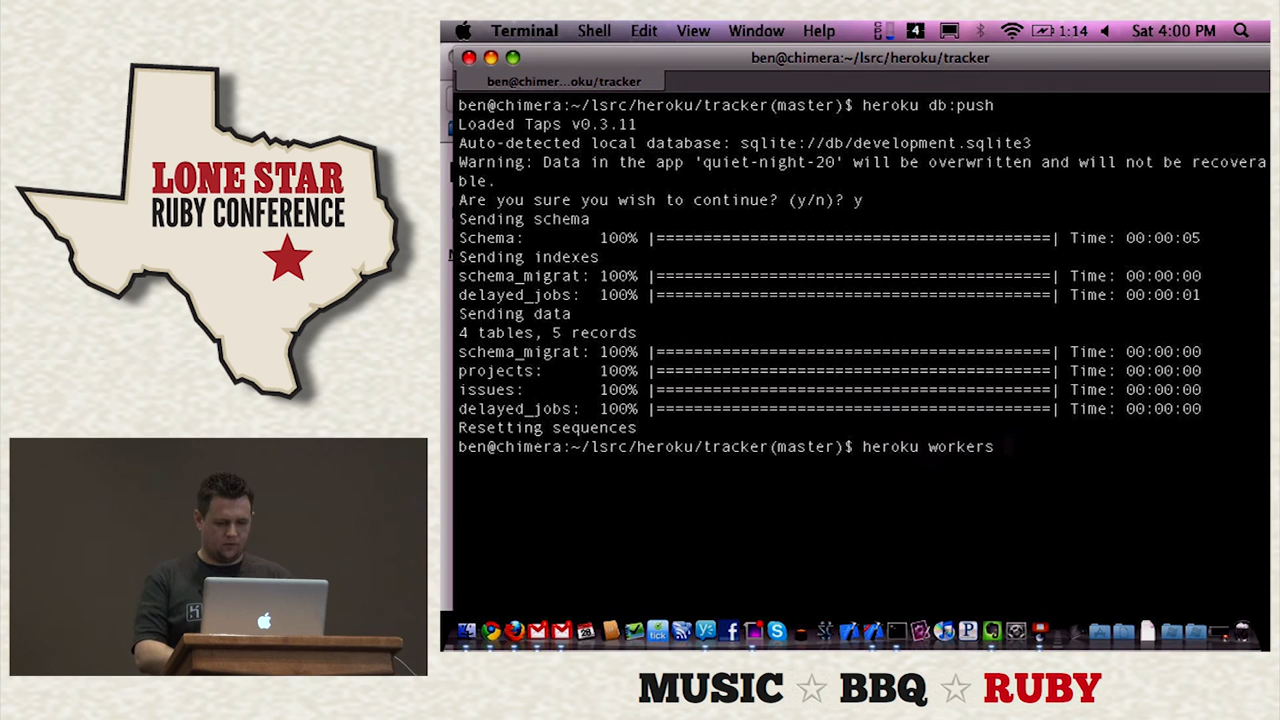 LONE STAR
RUBY CONFERENCE
Terminal Shell Edit View Window Help 4 1:14 Sat 4:00 PM
ben@chimera:~/lsrc/heroku/tracker
ben@chimer...oku/tracker
ben@chimera:~/lsrc/heroku/tracker(master)$ heroku db:push
Loaded Taps v0.3.11
Auto-detected local database: sqlite://db/development.sqlite3
Warning: Data in the app 'quiet-night-20' will be overwritten and will not be recovera
ble.
Are you sure you wish to continue? (y/n)? y
Sending schema
Schema: 100% |==========================================| Time: 00:00:05
Sending indexes
schema_migrat: 100% |==========================================| Time: 00:00:00
delayed_jobs: 100% |==========================================| Time: 00:00:01
Sending data
4 tables, 5 records
schema_migrat: 100% |==========================================| Time: 00:00:00
projects: 100% |==========================================| Time: 00:00:00
issues: 100% |==========================================| Time: 00:00:00
delayed_jobs: 100% |==========================================| Time: 00:00:00
Resetting sequences
ben@chimera:~/lsrc/heroku/tracker(master)$ heroku workers
tick
MUSIC ☆ BBQ ☆ RUBY